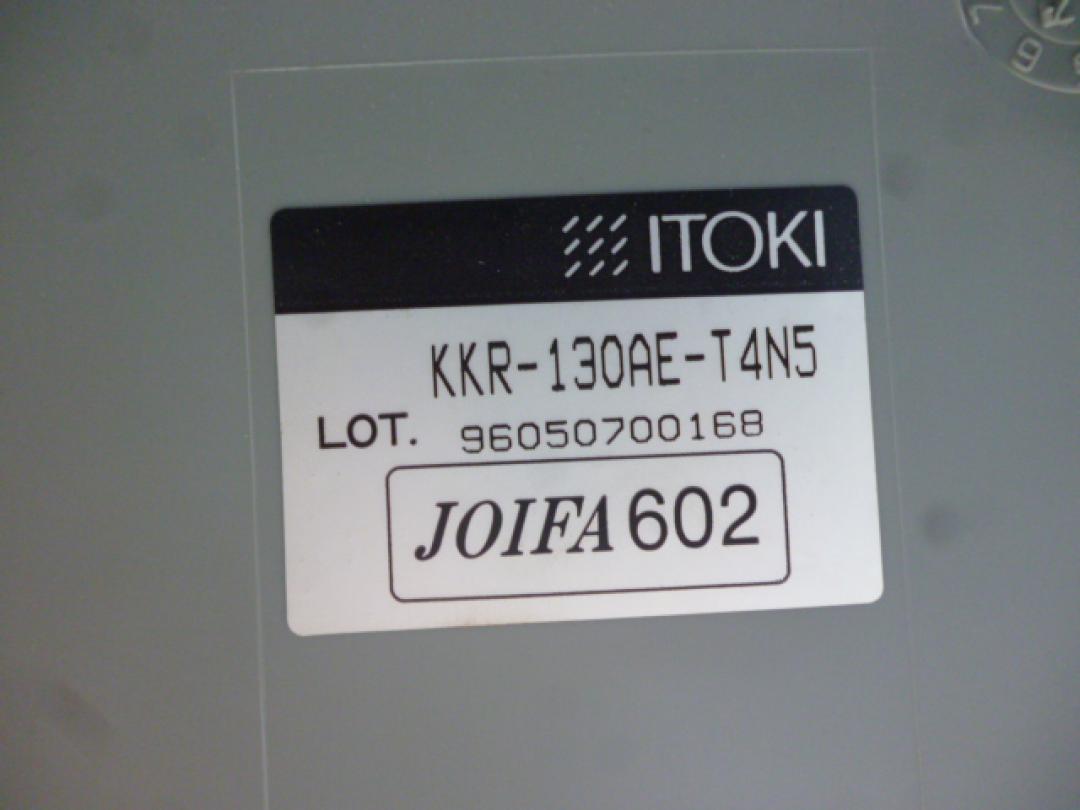 ITOKI
KKR-130AE-T4N5
LOT. 96050700168
JOIFA 602